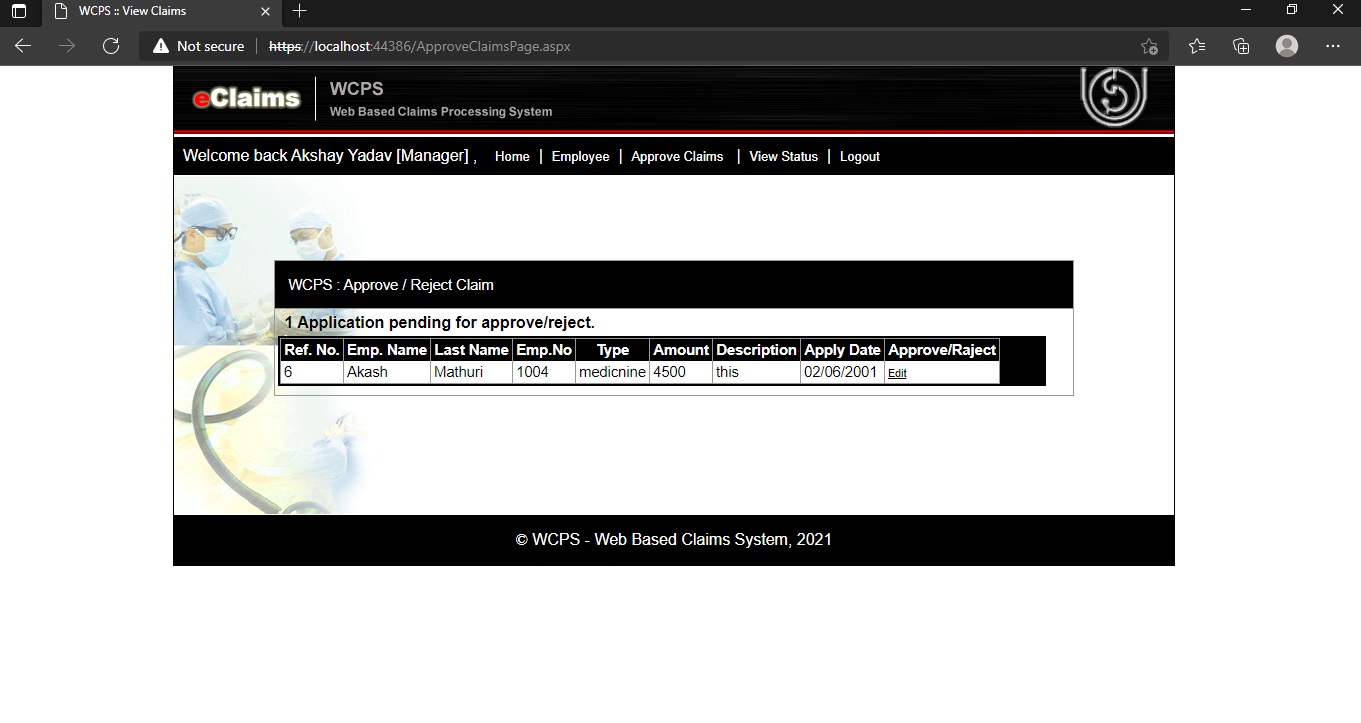 WCPS :: View Claims
Not secure https://localhost:44386/ApproveClaimsPage.aspx
eClaims
WCPS
Web Based Claims Processing System
Welcome back Akshay Yadav [Manager] , Home | Employee | Approve Claims | View Status | Logout
WCPS : Approve / Reject Claim
1 Application pending for approve/reject.
Ref. No. Emp. Name Last Name Emp.No Type Amount Description Apply Date Approve/Raject
6 Akash Mathuri 1004 medicnine 4500 this 02/06/2001 Edit
© WCPS - Web Based Claims System, 2021